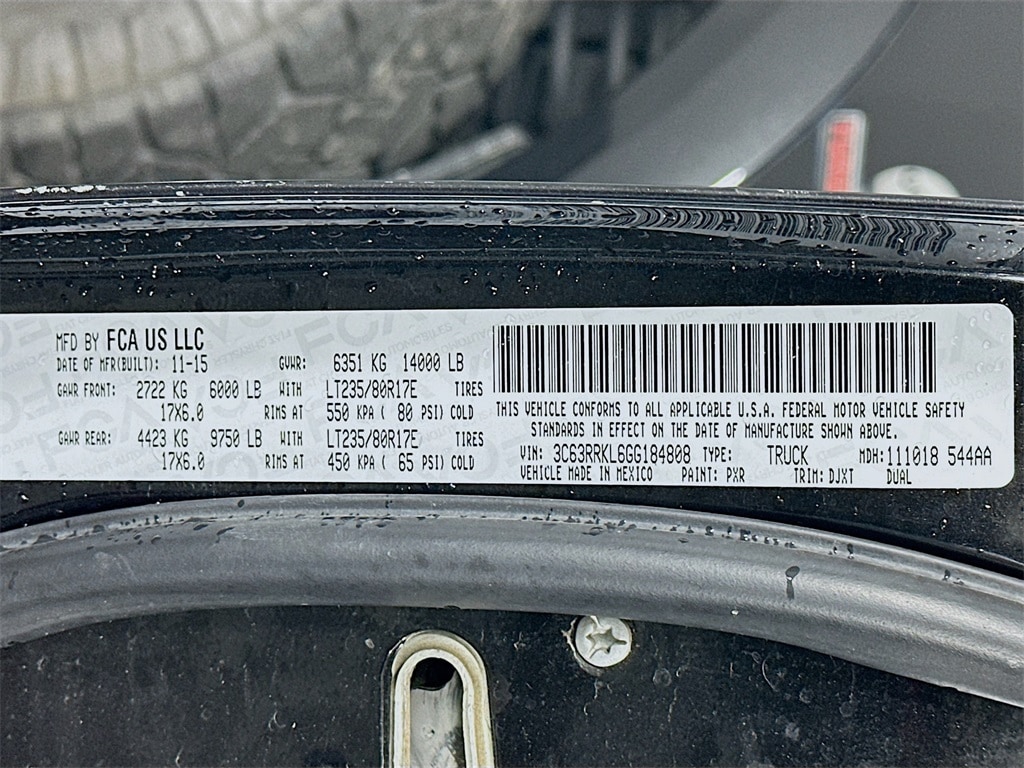 MFD BY FCA US LLC
DATE OF MFR(BUILT): 11-15 GVWR: 6351 KG 14000 LB
GAWR FRONT: 2722 KG 6000 LB WITH LT235/80R17E TIRES
17X6.0 RIMS AT 550 KPA ( 80 PSI) COLD
GAWR REAR: 4423 KG 9750 LB WITH LT235/80R17E TIRES
17X6.0 RIMS AT 450 KPA ( 65 PSI) COLD
THIS VEHICLE CONFORMS TO ALL APPLICABLE U.S.A. FEDERAL MOTOR VEHICLE SAFETY
STANDARDS IN EFFECT ON THE DATE OF MANUFACTURE SHOWN ABOVE.
VIN: 3C63RRKL6GG184808 TYPE: TRUCK MDH: 111018 544AA
VEHICLE MADE IN MEXICO PAINT: PXR TRIM: DJXT DUAL